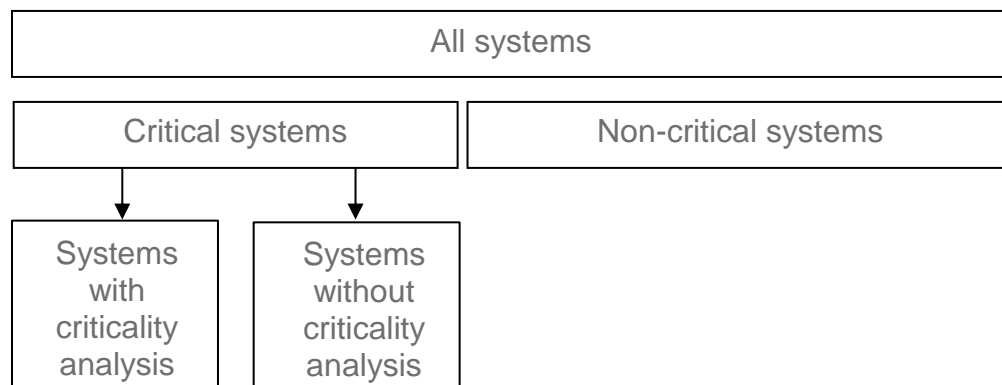 All systems
Critical systems
Non-critical systems
Systems
with
criticality
analysis
Systems
without
criticality
analysis